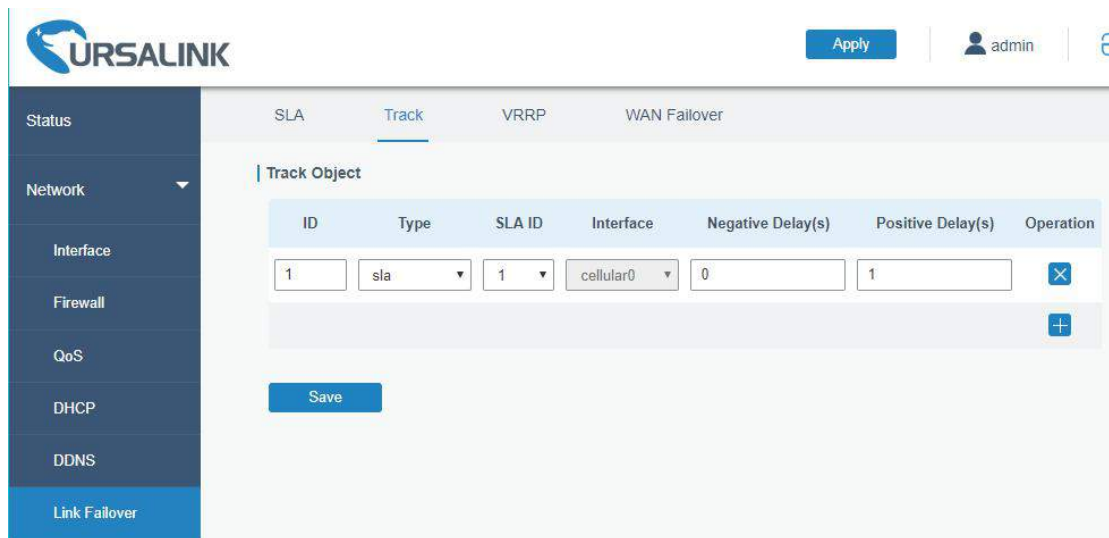 URSALINK
Apply
admin
Status
SLA Track VRRP WAN Failover
Track Object
Network
ID Type SLA ID Interface Negative Delay(s) Positive Delay(s) Operation
Interface
1 sla 1 cellular0 0 1
Firewall
QoS
Save
DHCP
DDNS
Link Failover